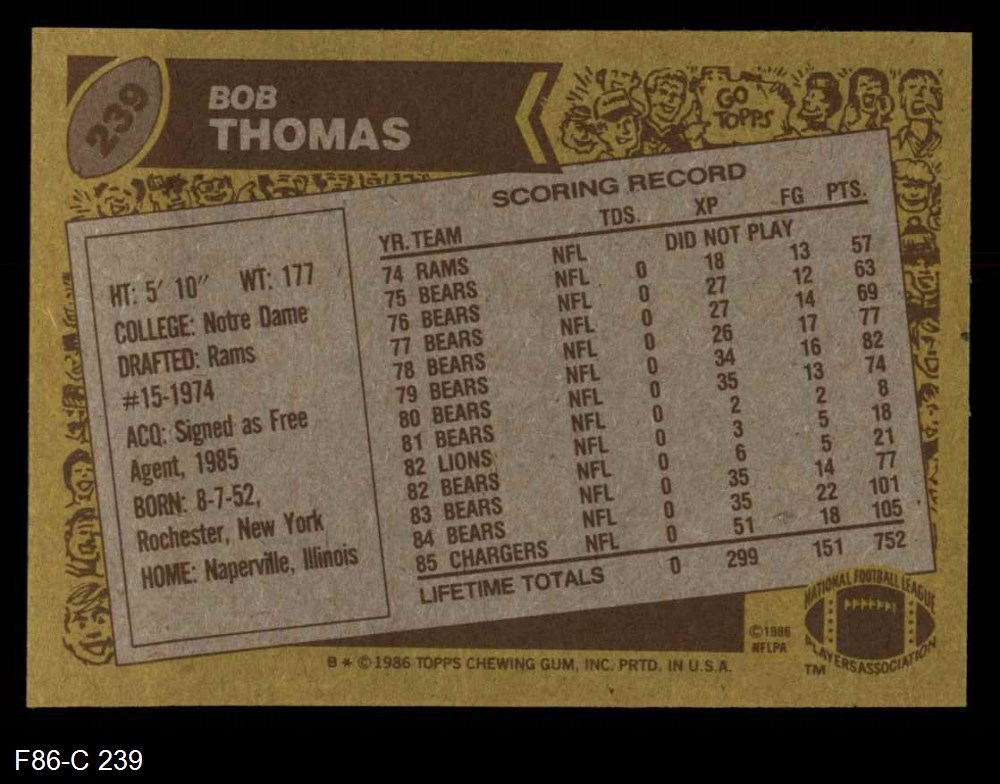 239
BOB
THOMAS
GO
TOPPS
HT: 5' 10" WT: 177
COLLEGE: Notre Dame
DRAFTED: Rams
#15-1974
ACQ: Signed as Free
Agent, 1985
BORN: 8-7-52,
Rochester, New York
HOME: Naperville, Illinois
SCORING RECORD
YR. TEAM TDS. XP FG PTS.
74 RAMS NFL DID NOT PLAY
75 BEARS NFL 0 18 13 57
76 BEARS NFL 0 27 12 63
77 BEARS NFL 0 27 14 69
78 BEARS NFL 0 26 17 77
79 BEARS NFL 0 34 16 82
80 BEARS NFL 0 35 13 74
81 BEARS NFL 0 2 2 8
82 LIONS NFL 0 3 5 18
82 BEARS NFL 0 6 5 21
83 BEARS NFL 0 35 14 77
84 BEARS NFL 0 35 22 101
85 CHARGERS NFL 0 51 18 105
LIFETIME TOTALS 0 299 151 752
©1986
NFLPA
NATIONAL FOOTBALL LEAGUE
PLAYERS ASSOCIATION
TM
B * © 1986 TOPPS CHEWING GUM, INC. PRTD. IN U.S.A.
F86-C 239